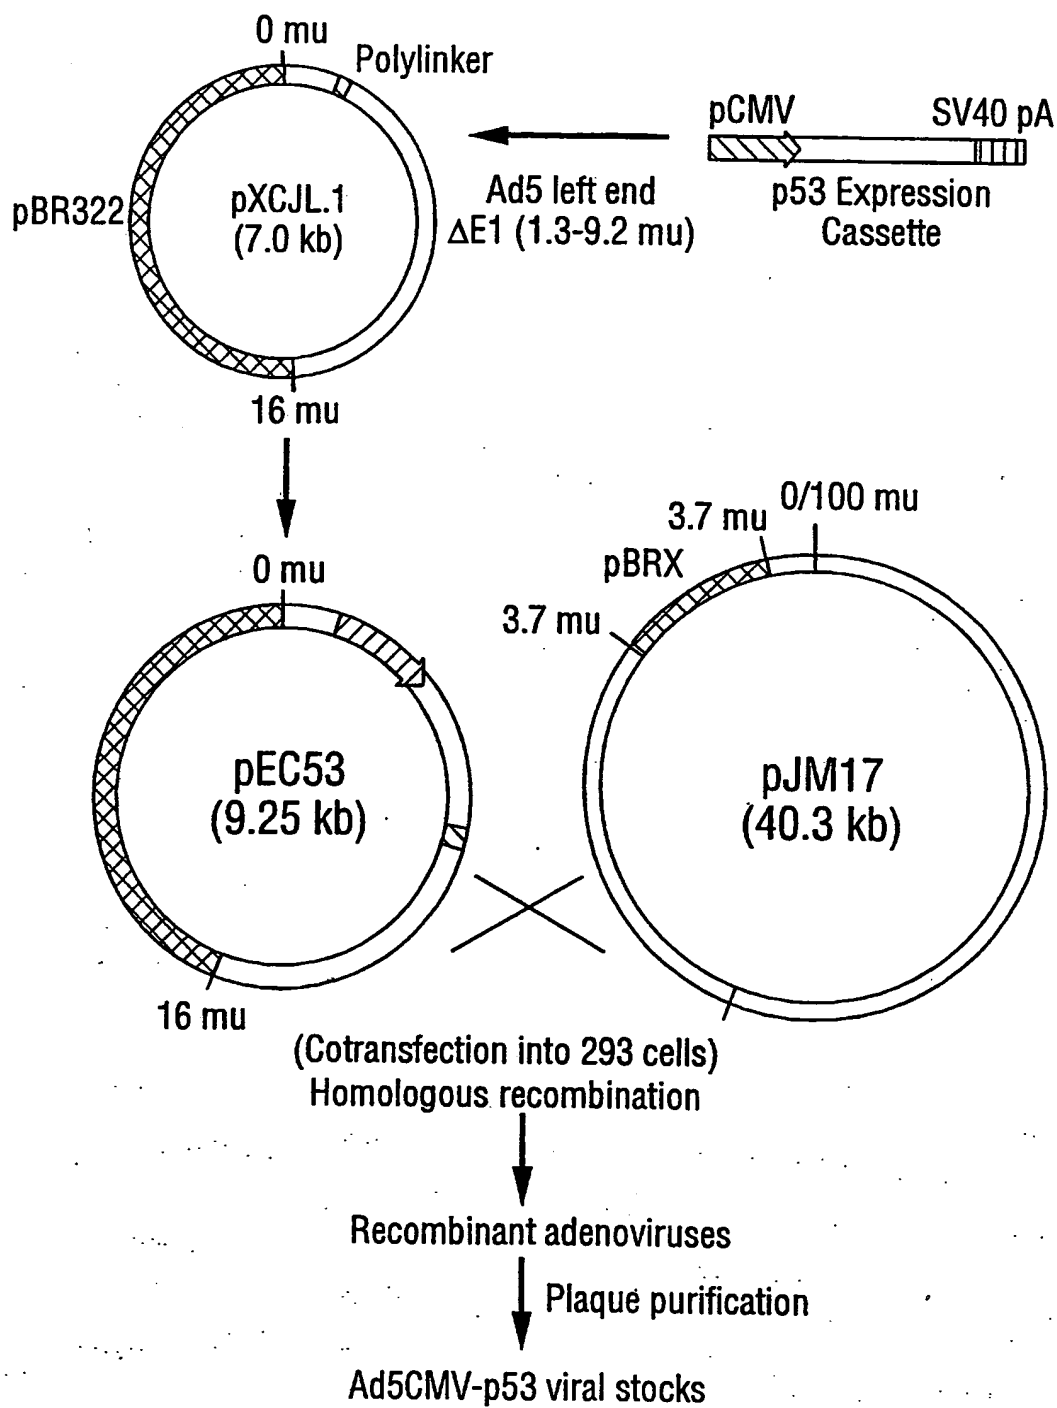 0 mu
Polylinker
pBR322
pXCJL.1
(7.0 kb)
16 mu
pCMV
SV40 pA
p53 Expression
Cassette
Ad5 left end
ΔE1 (1.3-9.2 mu)
0 mu
pEC53
(9.25 kb)
16 mu
3.7 mu
0/100 mu
pBRX
3.7 mu
pJM17
(40.3 kb)
(Cotransfection into 293 cells)
Homologous recombination
Recombinant adenoviruses
Plaque purification
Ad5CMV-p53 viral stocks